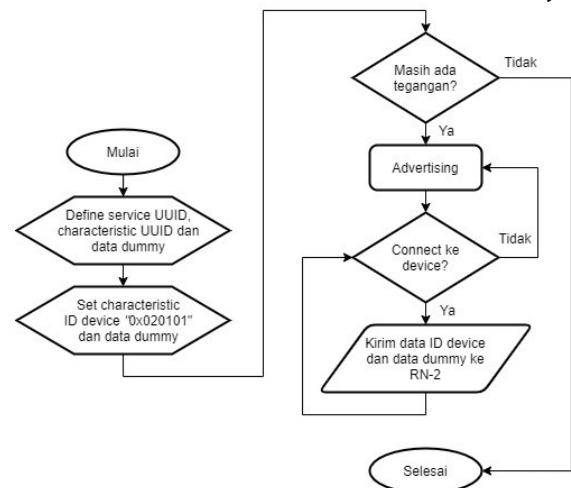 Mulai
Define service UUID,
characteristic UUID dan
data dummy
Set characteristic
ID device "0x020101"
dan data dummy
Masih ada
tegangan?
Tidak
Ya
Advertising
Connect ke
device?
Tidak
Ya
Kirim data ID device
dan data dummy ke
RN-2
Selesai